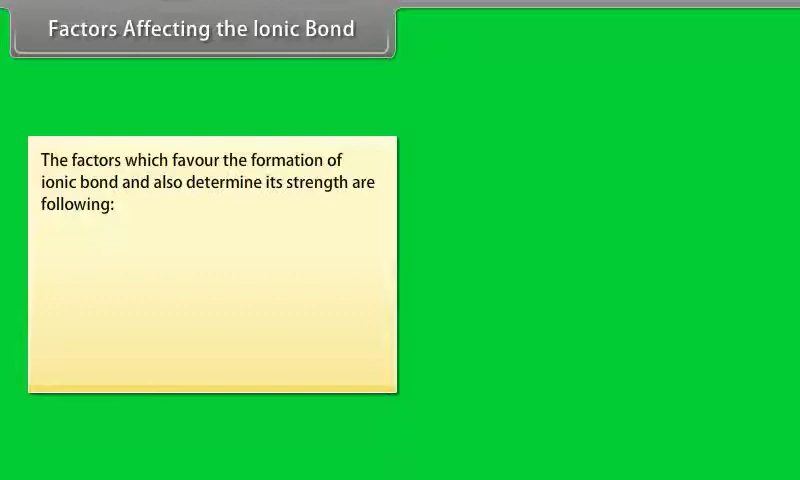 Factors Affecting the Ionic Bond
The factors which favour the formation of
ionic bond and also determine its strength are
following: